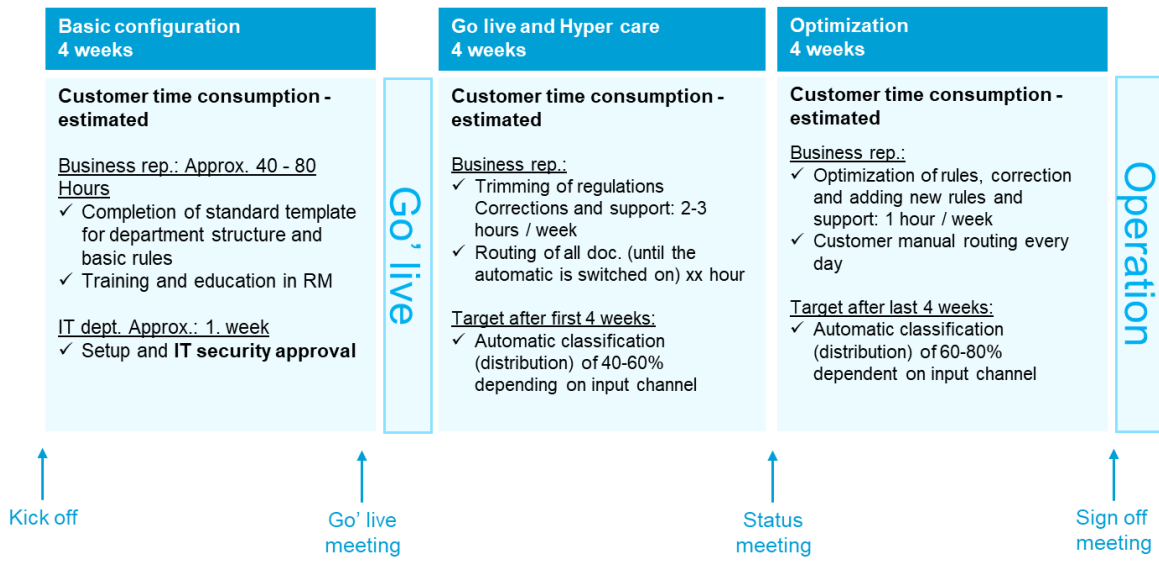 Basic configuration
4 weeks
Customer time consumption -
estimated
Business rep.: Approx. 40 - 80
Hours
✓ Completion of standard template
for department structure and
basic rules
✓ Training and education in RM
IT dept. Approx.: 1. week
✓ Setup and IT security approval
Go' live
Go live and Hyper care
4 weeks
Customer time consumption -
estimated
Business rep.:
✓ Trimming of regulations
Corrections and support: 2-3
hours / week
✓ Routing of all doc. (until the
automatic is switched on) xx hour
Target after first 4 weeks:
✓ Automatic classification
(distribution) of 40-60%
depending on input channel
Optimization
4 weeks
Customer time consumption -
estimated
Business rep.:
✓ Optimization of rules, correction
and adding new rules and
support: 1 hour / week
✓ Customer manual routing every
day
Target after last 4 weeks:
✓ Automatic classification
(distribution) of 60-80%
dependent on input channel
Operation
Kick off
Go' live
meeting
Status
meeting
Sign off
meeting